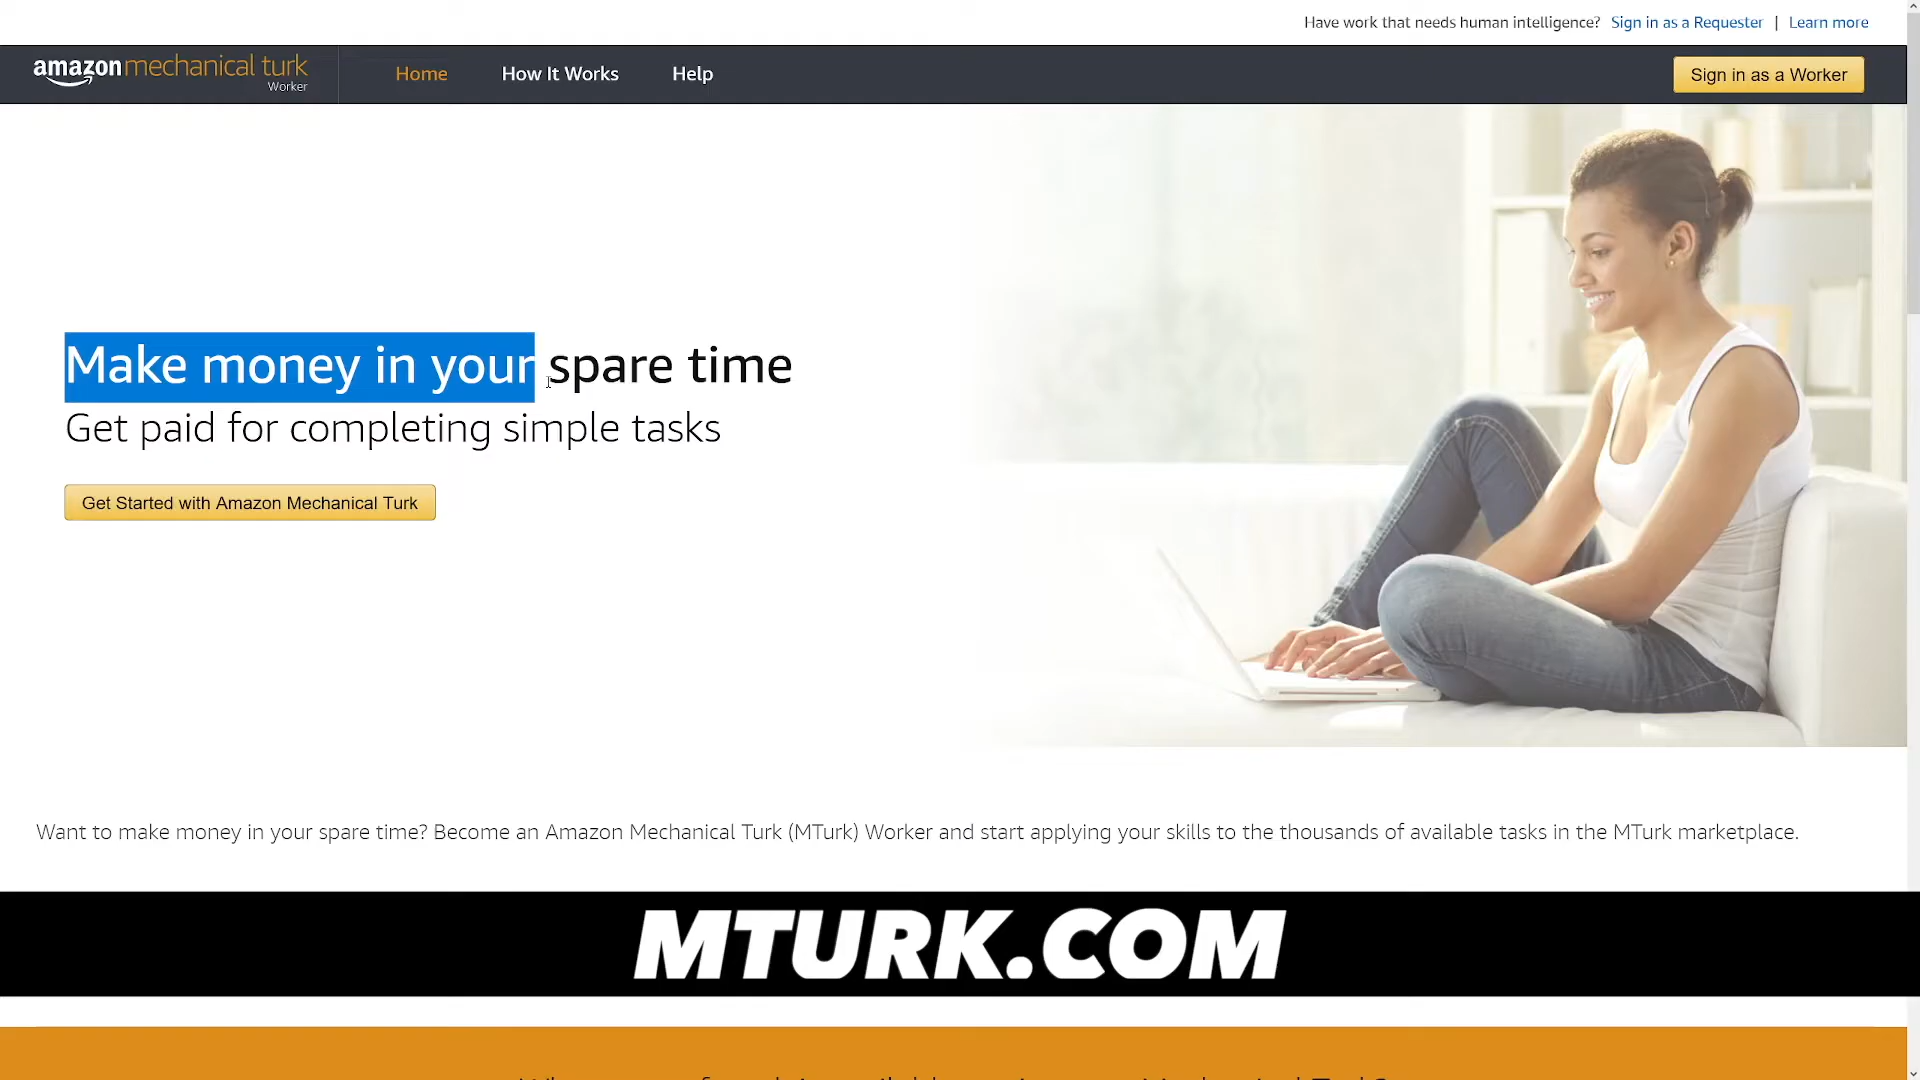 Have work that needs human intelligence? Sign in as a Requester | Learn more
amazon mechanical turk
Worker
Home How It Works Help
Sign in as a Worker
Make money in your spare time
Get paid for completing simple tasks
Get Started with Amazon Mechanical Turk
Want to make money in your spare time? Become an Amazon Mechanical Turk (MTurk) Worker and start applying your skills to the thousands of available tasks in the MTurk marketplace.
MTURK.COM